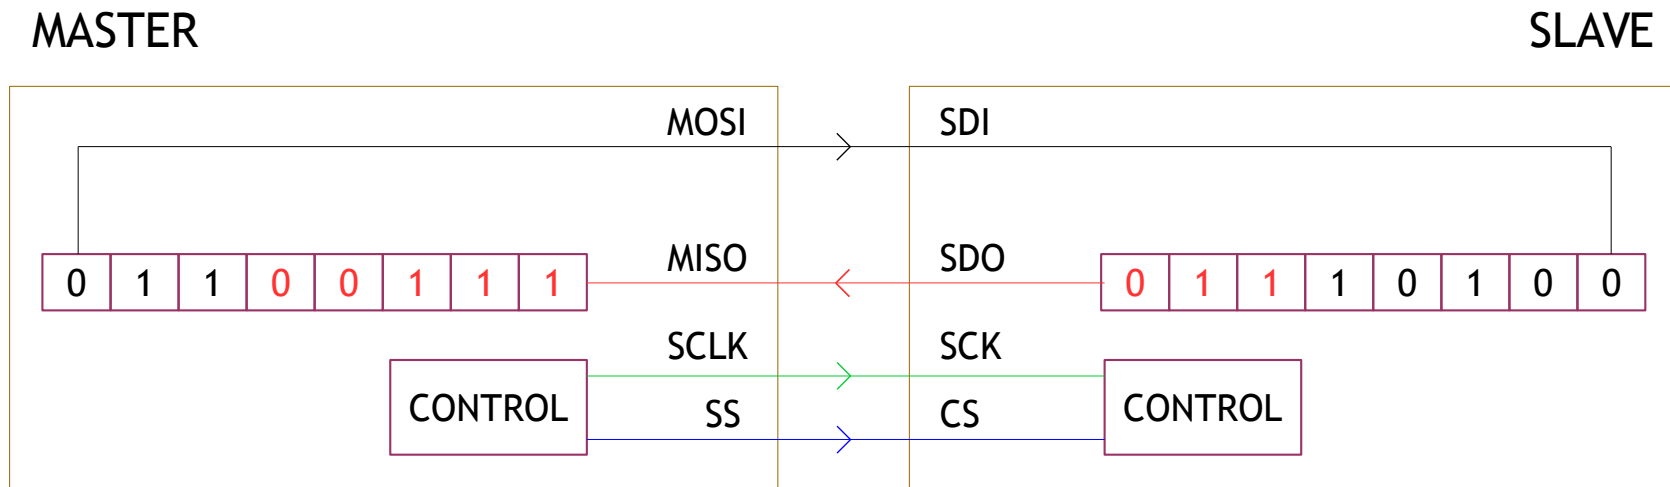 MASTER SLAVE
MOSI SDI
MISO SDO
0 1 1 0 0 1 1 1 0 1 1 1 0 1 0 0
SCLK SCK
CONTROL CONTROL
SS CS